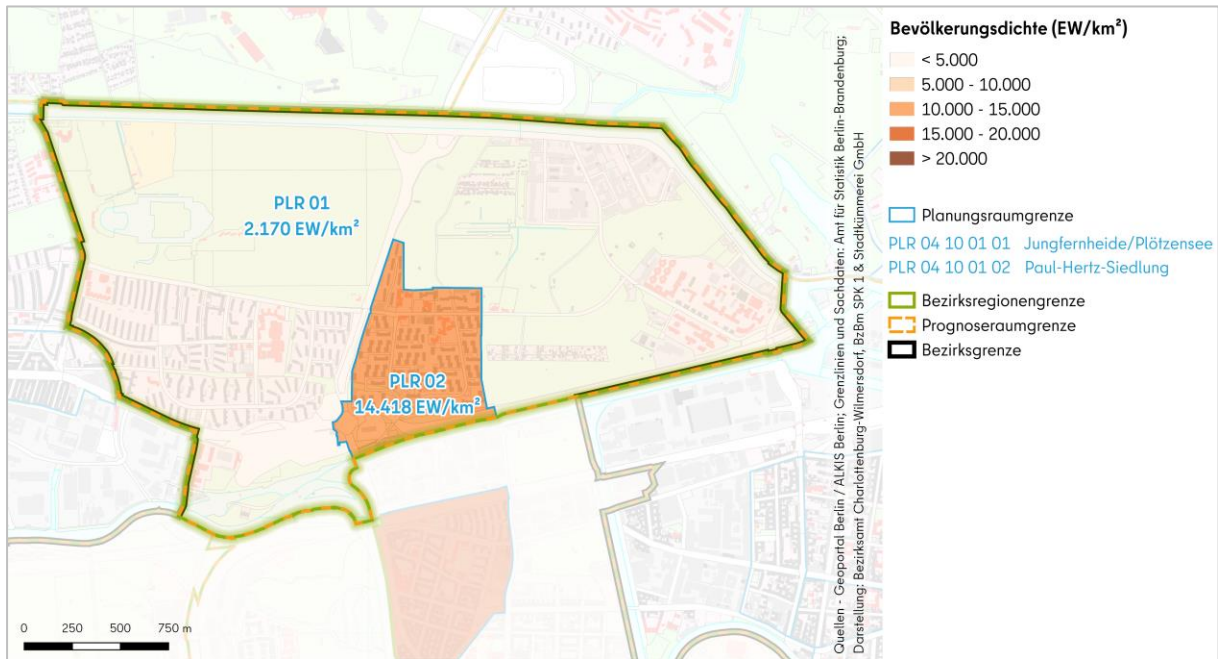 PLR 01
2.170 EW/km²
PLR 02
14.418 EW/km²
0 250 500 750 m
Quellen - Geoportal Berlin / ALKIS Berlin; Grenzlinien und Sachdaten: Amt für Statistik Berlin-Brandenburg;
Darstellung: Bezirksamt Charlottenburg-Wilmersdorf, BzBm SPK 1 & Stadtkümmerei GmbH
Bevölkerungsdichte (EW/km²)
< 5.000
5.000 - 10.000
10.000 - 15.000
15.000 - 20.000
> 20.000
Planungsraumgrenze
PLR 04 10 01 01 Jungfernheide/Plötzensee
PLR 04 10 01 02 Paul-Hertz-Siedlung
Bezirksregionengrenze
Prognoseraumgrenze
Bezirksgrenze